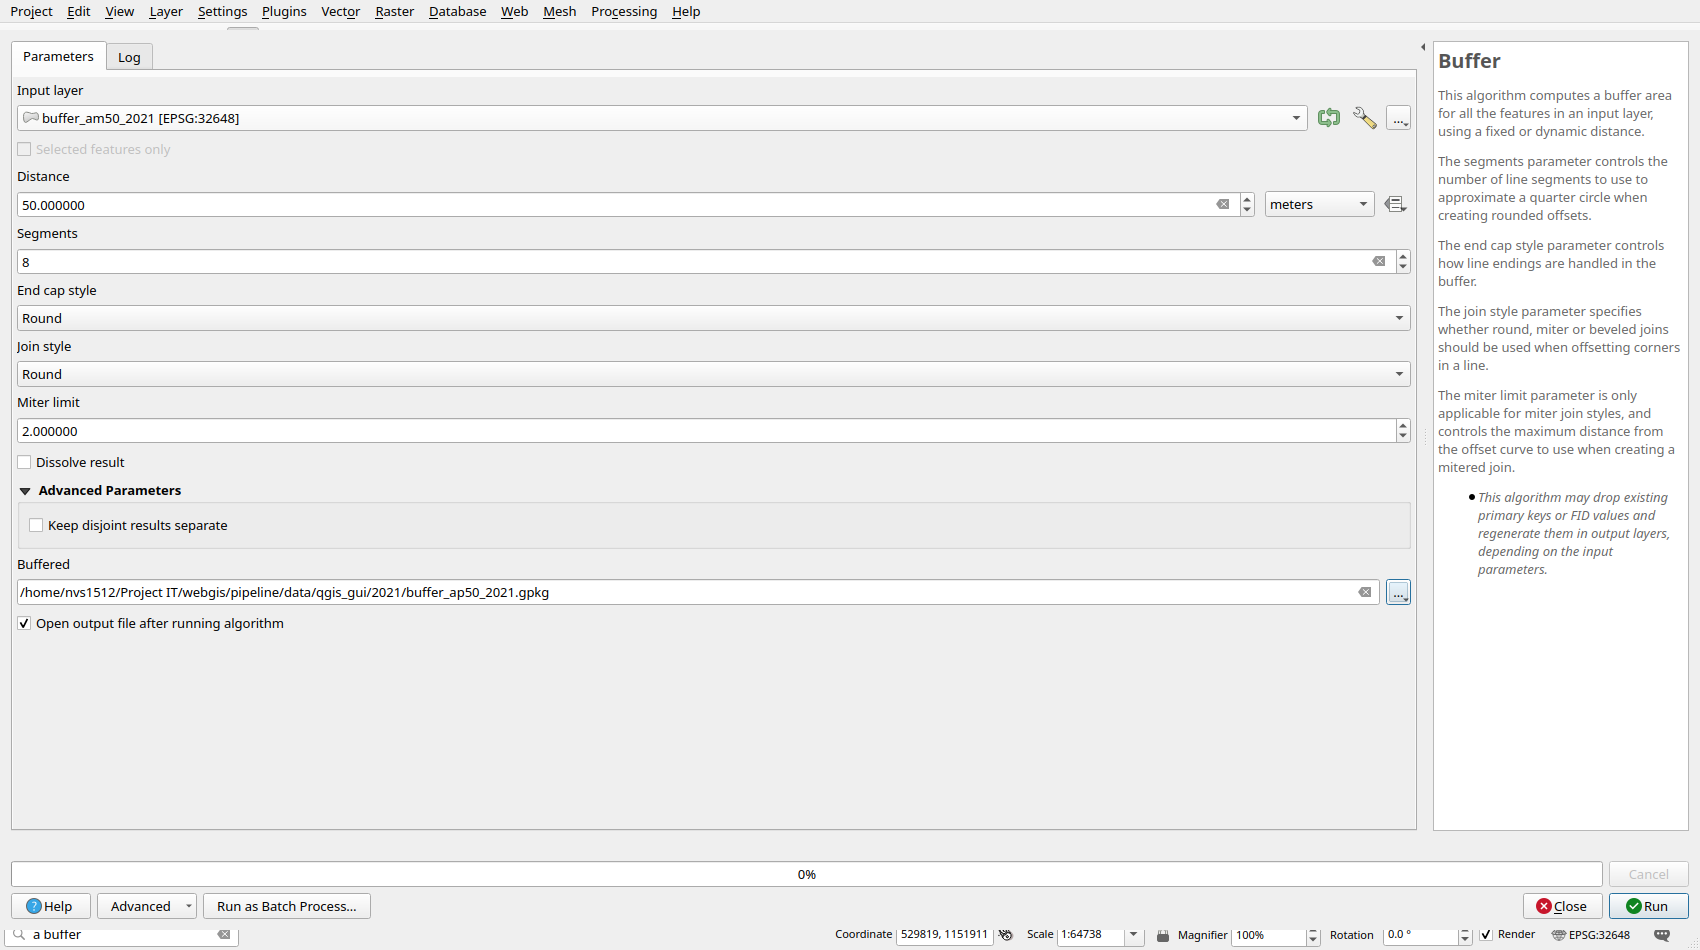 Project Edit View Layer Settings Plugins Vector Raster Database Web Mesh Processing Help
Parameters Log
Input layer
buffer_am50_2021 [EPSG:32648]
...
Selected features only
Distance
50.000000
meters
Segments
8
End cap style
Round
Join style
Round
Miter limit
2.000000
Dissolve result
Advanced Parameters
Keep disjoint results separate
Buffered
/home/nvs1512/Project IT/webgis/pipeline/data/qgis_gui/2021/buffer_ap50_2021.gpkg
...
Open output file after running algorithm
Buffer
This algorithm computes a buffer area
for all the features in an input layer,
using a fixed or dynamic distance.
The segments parameter controls the
number of line segments to use to
approximate a quarter circle when
creating rounded offsets.
The end cap style parameter controls
how line endings are handled in the
buffer.
The join style parameter specifies
whether round, miter or beveled joins
should be used when offsetting corners
in a line.
The miter limit parameter is only
applicable for miter join styles, and
controls the maximum distance from
the offset curve to use when creating a
mitered join.
This algorithm may drop existing
primary keys or FID values and
regenerate them in output layers,
depending on the input
parameters.
0%
Cancel
Help
Advanced
Run as Batch Process...
Close
Run
a buffer
Coordinate 529819, 1151911
Scale 1:64738
Magnifier 100%
Rotation 0.0 °
Render
EPSG:32648